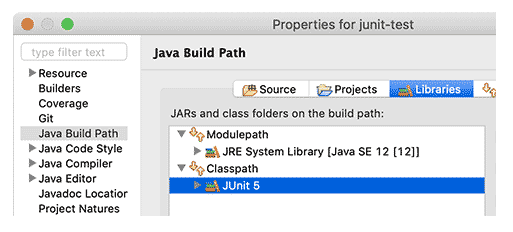 Properties for junit-test
type filter text
Resource
Builders
Coverage
Git
Java Build Path
Java Code Style
Java Compiler
Java Editor
Javadoc Location
Project Natures
Java Build Path
Source
Projects
Libraries
JARs and class folders on the build path:
Modulepath
JRE System Library [Java SE 12 [12]]
Classpath
JUnit 5